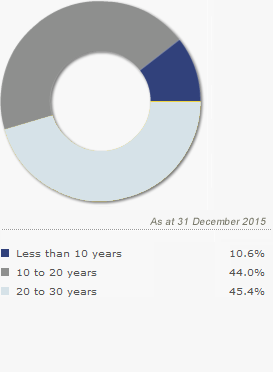 As at 31 December 2015
Less than 10 years 10.6%
10 to 20 years 44.0%
20 to 30 years 45.4%